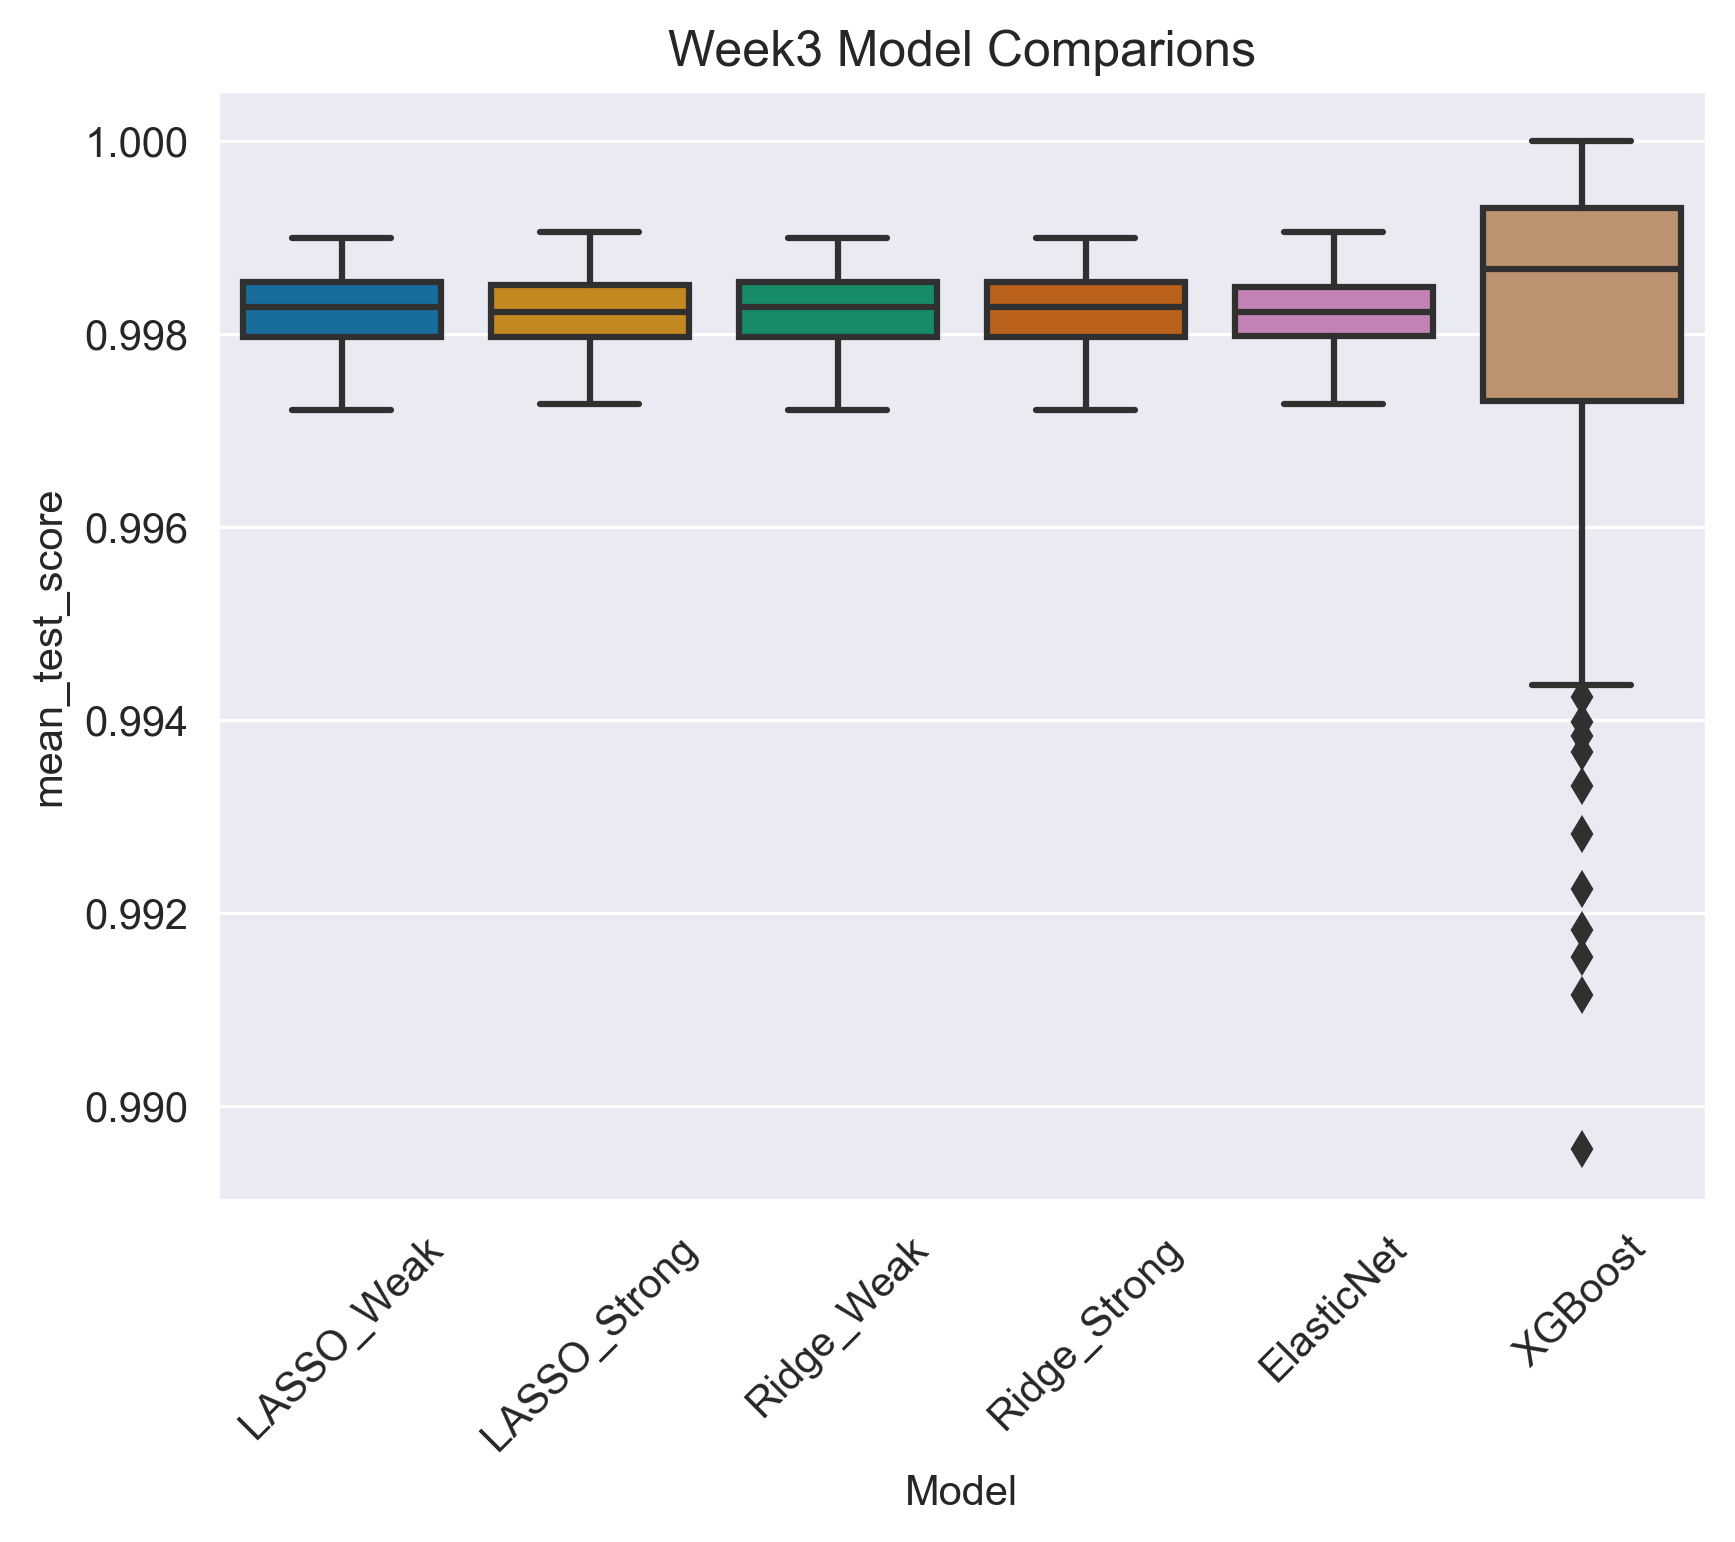 Week3 Model Comparions
1.000
0.998
0.996
0.994
0.992
0.990
mean_test_score
LASSO_Weak
LASSO_Strong
Ridge_Weak
Ridge_Strong
ElasticNet
XGBoost
Model